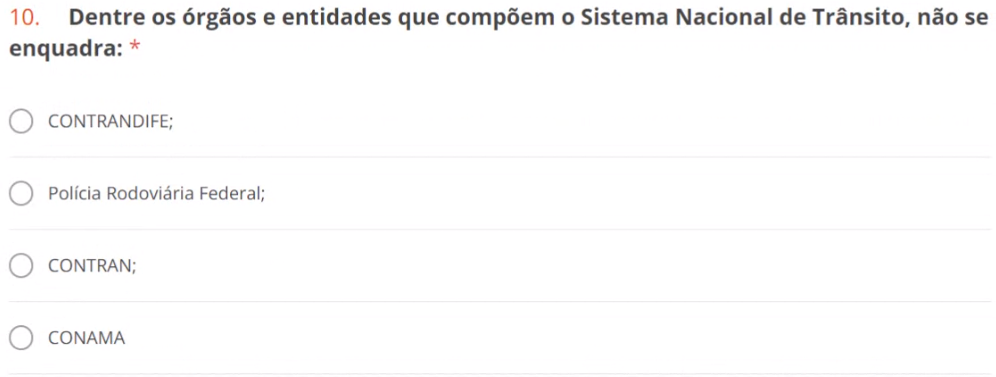 10. Dentre os órgãos e entidades que compõem o Sistema Nacional de Trânsito, não se
enquadra: *
CONTRANDIFE;
Polícia Rodoviária Federal;
CONTRAN;
CONAMA